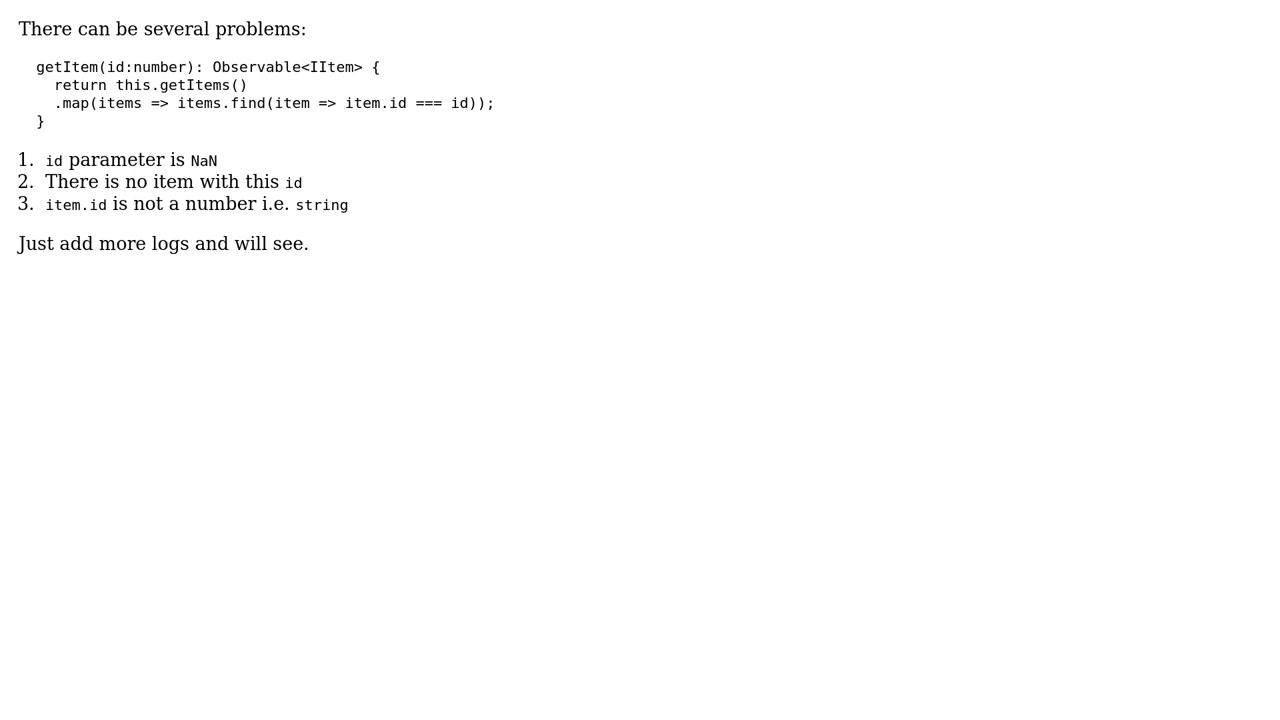 There can be several problems:
getItem(id:number): Observable<IItem> {
return this.getItems()
.map(items => items.find(item => item.id === id));
}
1. id parameter is NaN
2. There is no item with this id
3. item.id is not a number i.e. string
Just add more logs and will see.